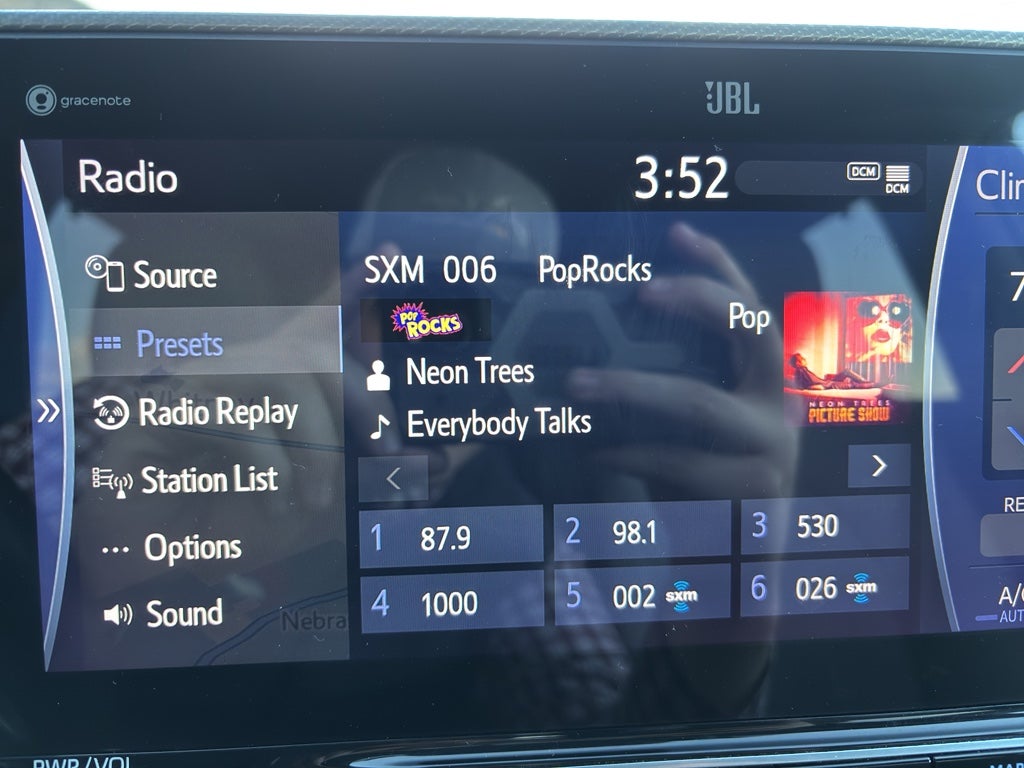 gracenote
JBL
Radio
3:52
DCM
DCM
Source
Presets
Radio Replay
Station List
Options
Sound
SXM 006 PopRocks
POP ROCKS
Pop
Neon Trees
Everybody Talks
NEON TREES
PICTURE SHOW
1 87.9
2 98.1
3 530
4 1000
5 002 sxm
6 026 sxm
Nebra
Clim
7
RE
A/C
AUT
PWR/VOL